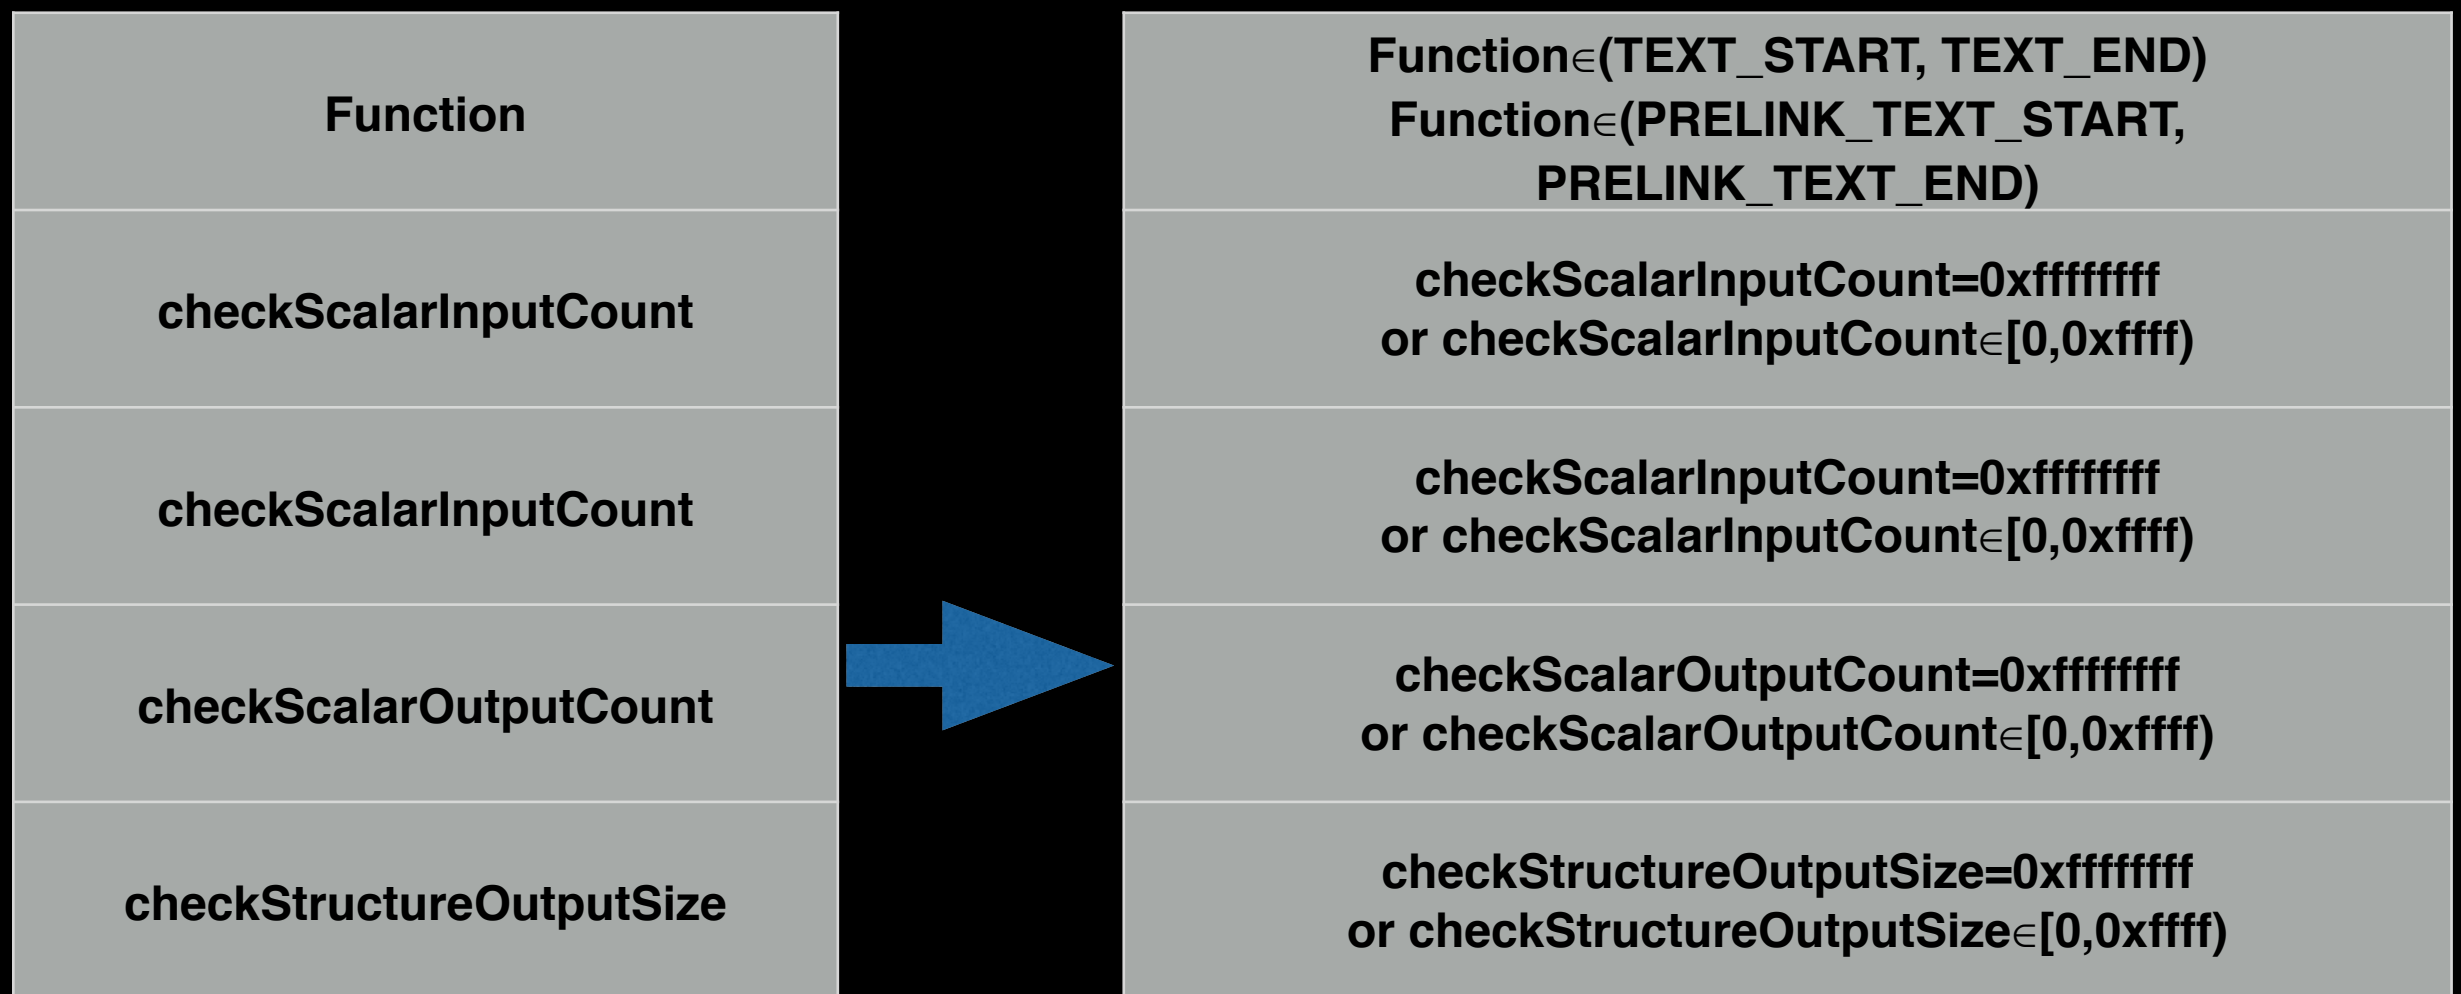 Function
Function∈(TEXT_START, TEXT_END)
Function∈(PRELINK_TEXT_START,
PRELINK_TEXT_END)
checkScalarInputCount
checkScalarInputCount=0xffffffff
or checkScalarInputCount∈[0,0xffff)
checkScalarInputCount
checkScalarInputCount=0xffffffff
or checkScalarInputCount∈[0,0xffff)
checkScalarOutputCount
checkScalarOutputCount=0xffffffff
or checkScalarOutputCount∈[0,0xffff)
checkStructureOutputSize
checkStructureOutputSize=0xffffffff
or checkStructureOutputSize∈[0,0xffff)